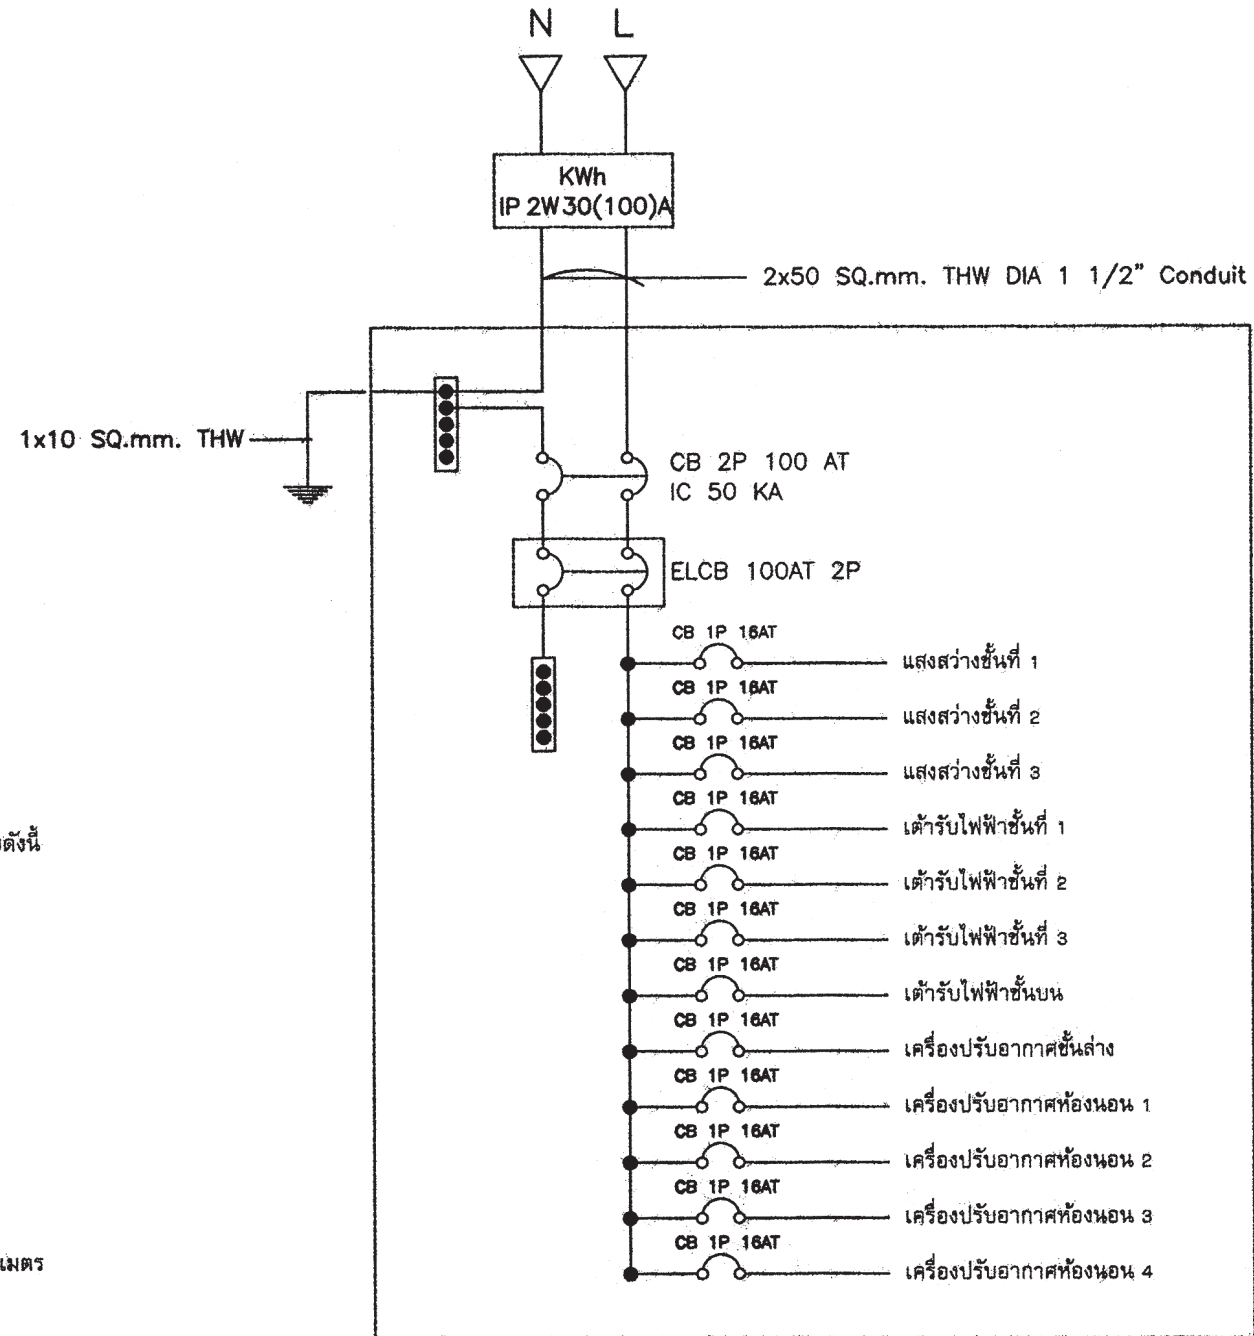 N L
KWh
IP 2W30(100)A
2x50 SQ.mm. THW DIA 1 1/2" Conduit
1x10 SQ.mm. THW
CB 2P 100 AT
IC 50 KA
ELCB 100AT 2P
CB 1P 16AT
แสงสว่างชั้นที่ 1
CB 1P 16AT
แสงสว่างชั้นที่ 2
CB 1P 16AT
แสงสว่างชั้นที่ 3
CB 1P 16AT
เต้ารับไฟฟ้าชั้นที่ 1
ดังนี้
CB 1P 16AT
เต้ารับไฟฟ้าชั้นที่ 2
CB 1P 16AT
เต้ารับไฟฟ้าชั้นที่ 3
CB 1P 16AT
เต้ารับไฟฟ้าชั้นบน
CB 1P 16AT
เครื่องปรับอากาศชั้นล่าง
CB 1P 16AT
เครื่องปรับอากาศห้องนอน 1
CB 1P 16AT
เครื่องปรับอากาศห้องนอน 2
CB 1P 16AT
เครื่องปรับอากาศห้องนอน 3
เมตร
CB 1P 16AT
เครื่องปรับอากาศห้องนอน 4